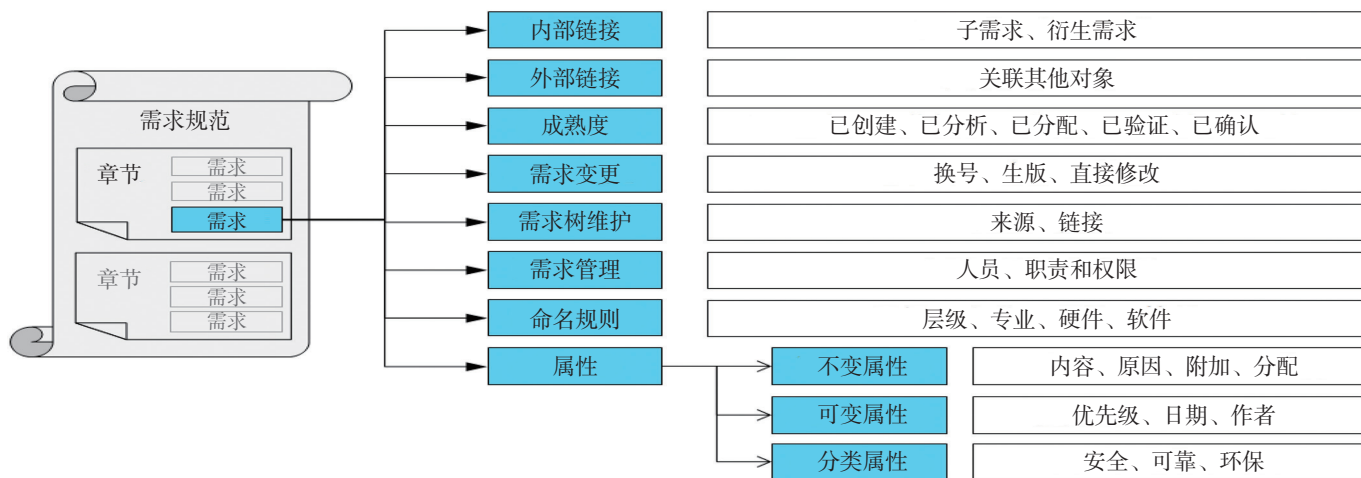 需求规范
章节
需求
需求
需求
章节
需求
需求
需求
内部链接
子需求、衍生需求
外部链接
关联其他对象
成熟度
已创建、已分析、已分配、已验证、已确认
需求变更
换号、生版、直接修改
需求树维护
来源、链接
需求管理
人员、职责和权限
命名规则
层级、专业、硬件、软件
属性
不变属性
内容、原因、附加、分配
可变属性
优先级、日期、作者
分类属性
安全、可靠、环保